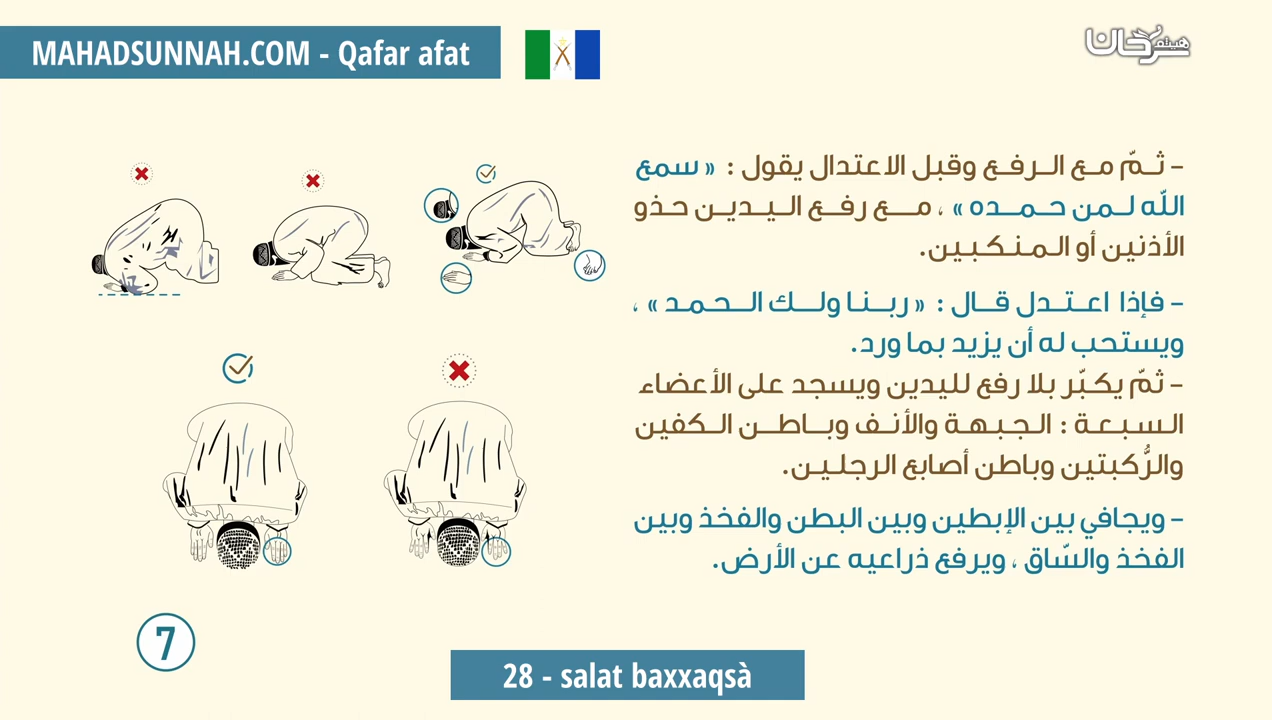 MAHADSUNNAH.COM - Qafar afat
هيثم سرحان
- ثمّ مع الرفع وقبل الاعتدال يقول : « سمع
اللّه لمن حمده » ، مع رفع اليدين حذو
الأذنين أو المنكبين.
- فإذا اعتدل قال : « ربنا ولك الحمد » ،
ويستحب له أن يزيد بما ورد.
- ثمّ يكبّر بلا رفع لليدين ويسجد على الأعضاء
السبعة : الجبهة والأنف وباطن الكفين
والرُّكبتين وباطن أصابع الرجلين.
- ويجافي بين الإبطين وبين البطن والفخذ وبين
الفخذ والسّاق ، ويرفع ذراعيه عن الأرض.
7
28 - salat baxxaqsà